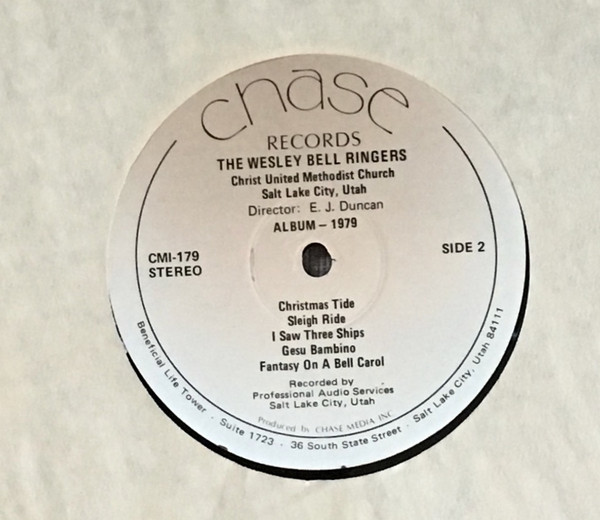 chase
RECORDS
THE WESLEY BELL RINGERS
Christ United Methodist Church
Salt Lake City, Utah
Director: E. J. Duncan
ALBUM – 1979
CMI-179
STEREO
SIDE 2
Christmas Tide
Sleigh Ride
I Saw Three Ships
Gesu Bambino
Fantasy On A Bell Carol
Recorded by
Professional Audio Services
Salt Lake City, Utah
Produced by CHASE MEDIA INC.
Beneficial Life Tower · Suite 1723 · 36 South State Street · Salt Lake City, Utah 84111